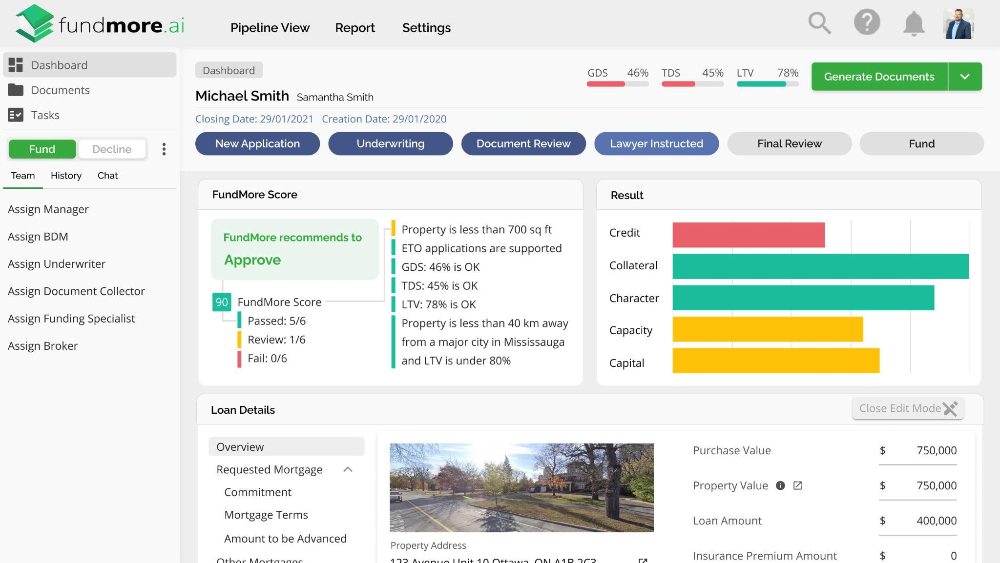 fundmore.ai
Pipeline View
Report
Settings
Dashboard
Documents
Tasks
Fund
Decline
Team
History
Chat
Assign Manager
Assign BDM
Assign Underwriter
Assign Document Collector
Assign Funding Specialist
Assign Broker
Dashboard
Michael Smith Samantha Smith
GDS 46%
TDS 45%
LTV 78%
Generate Documents
Closing Date: 29/01/2021 Creation Date: 29/01/2020
New Application
Underwriting
Document Review
Lawyer Instructed
Final Review
Fund
FundMore Score
FundMore recommends to
Approve
90 FundMore Score
Passed: 5/6
Review: 1/6
Fail: 0/6
Property is less than 700 sq ft
ETO applications are supported
GDS: 46% is OK
TDS: 45% is OK
LTV: 78% is OK
Property is less than 40 km away
from a major city in Mississauga
and LTV is under 80%
Result
Credit
Collateral
Character
Capacity
Capital
Loan Details
Close Edit Mode
Overview
Requested Mortgage
Commitment
Mortgage Terms
Amount to be Advanced
Other Mortgages
Property Address
123 Avenue Unit 10 Ottawa, ON A1B 2C3
Purchase Value $ 750,000
Property Value $ 750,000
Loan Amount $ 400,000
Insurance Premium Amount $ 0